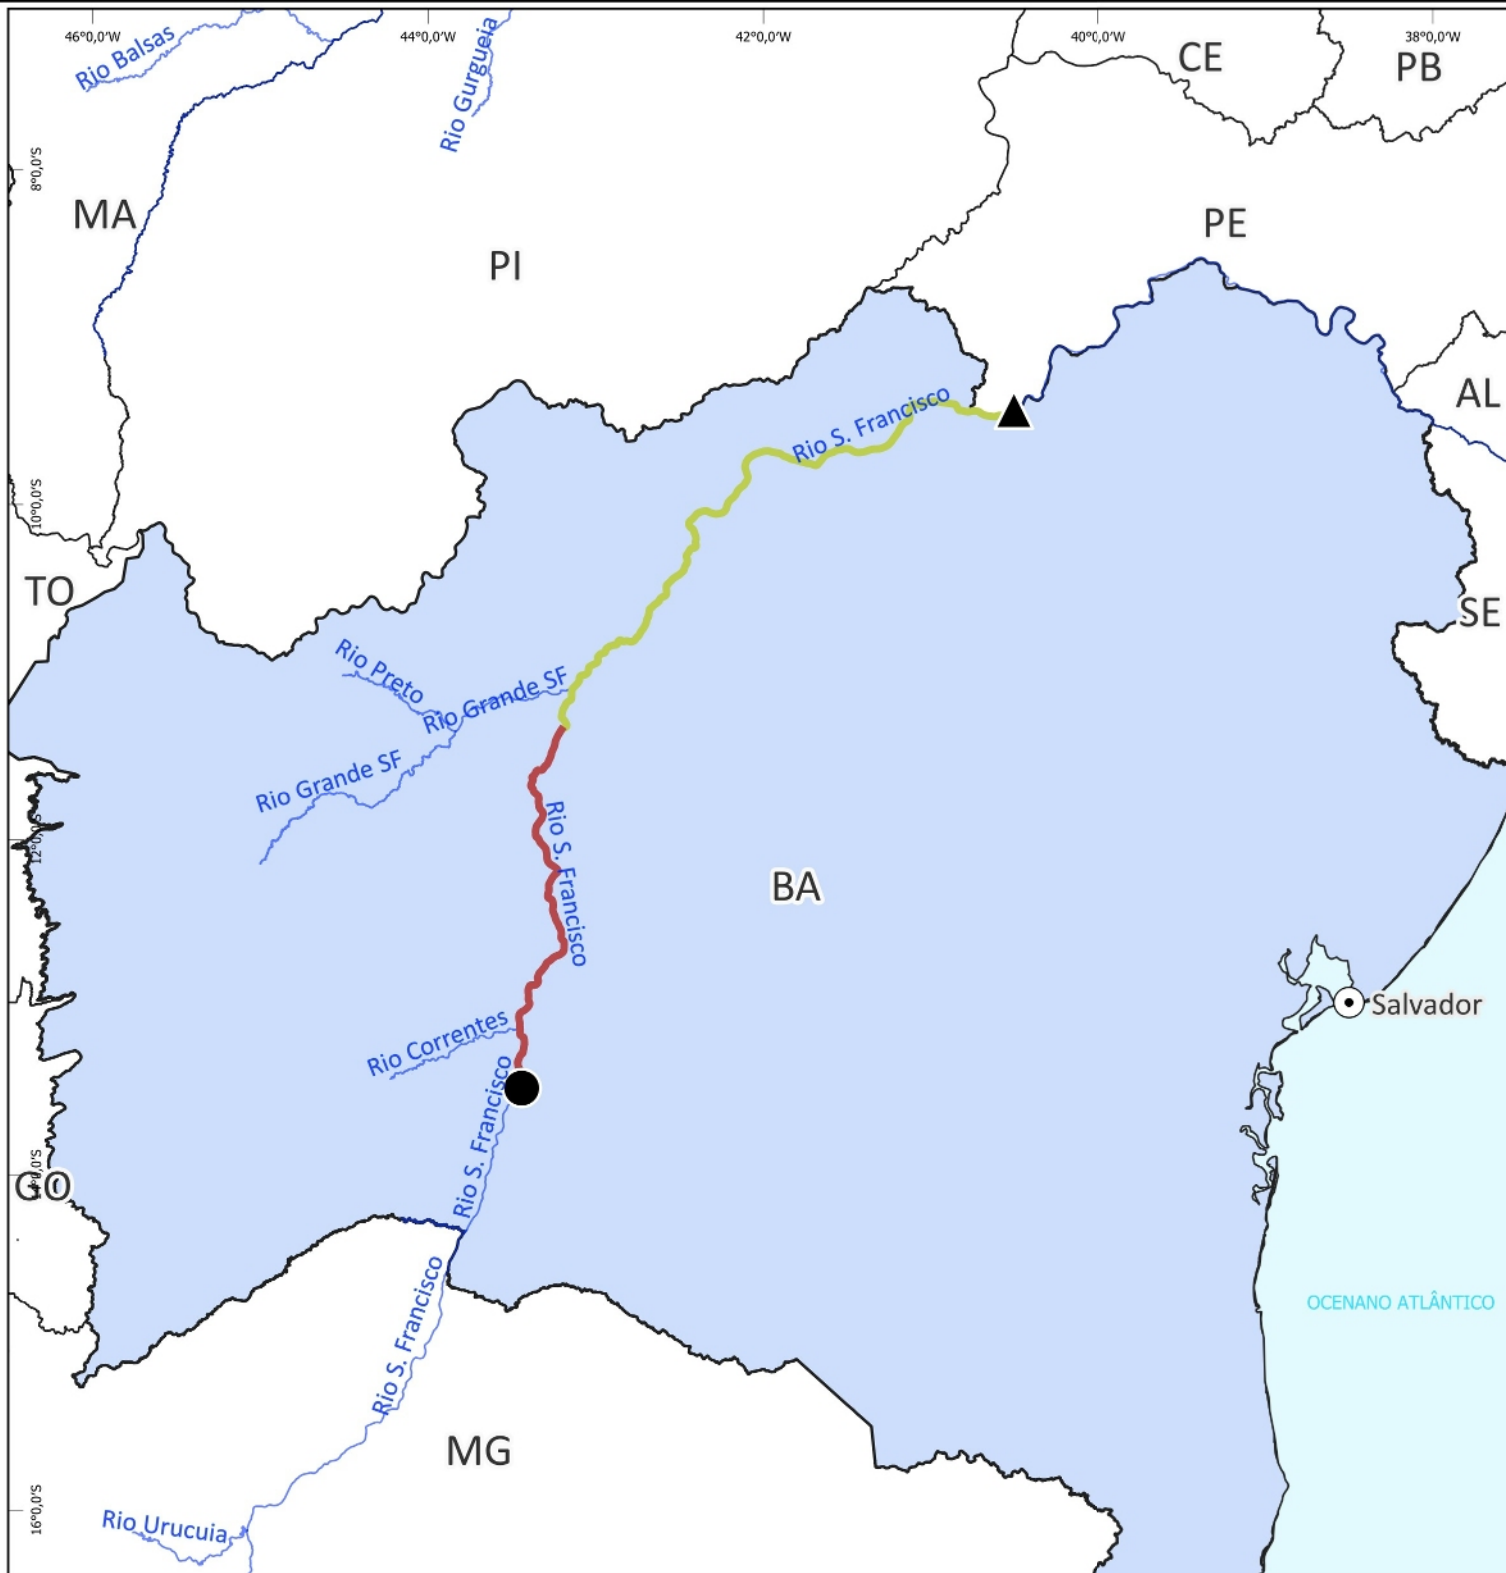 46°0,0'W
44°0,0'W
42°0,0'W
40°0,0'W
38°0,0'W
Rio Balsas
Rio Gurgueia
CE
PB
8°0,0'S
MA
PI
PE
AL
Rio S. Francisco
10°0,0'S
TO
SE
Rio Preto
Rio Grande SF
Rio Grande SF
12°0,0'S
Rio S. Francisco
BA
Salvador
Rio Correntes
Rio S. Francisco
GO
OCENANO ATLÂNTICO
Rio S. Francisco
MG
16°0,0'S
Rio Urucuia